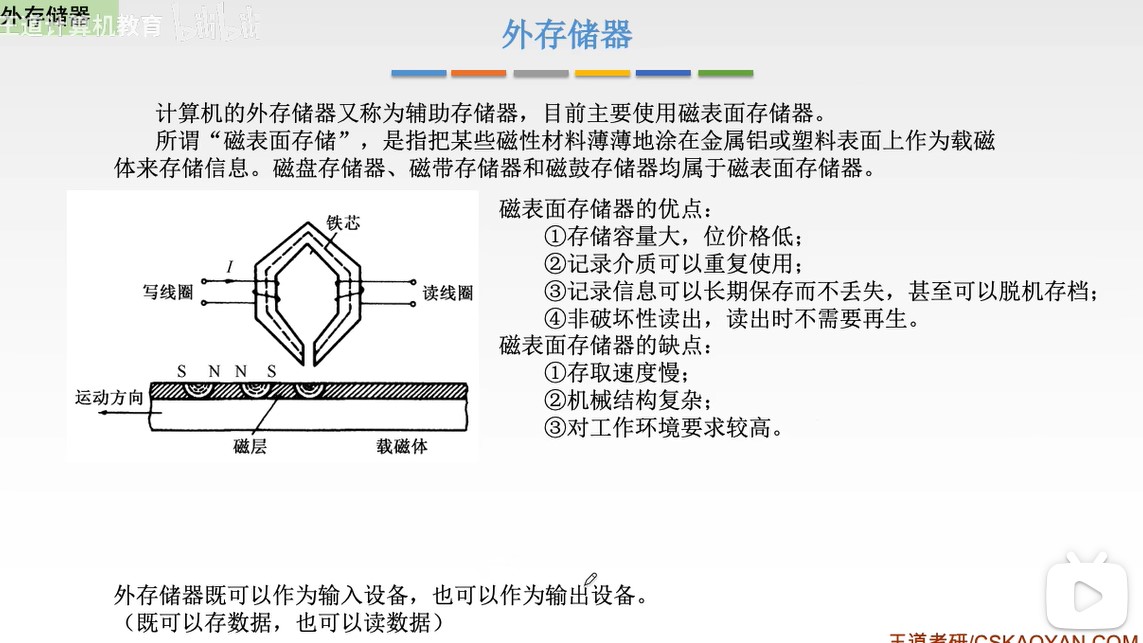 外存储器
王道计算机教育 bilibili
外存储器
计算机的外存储器又称为辅助存储器，目前主要使用磁表面存储器。
所谓“磁表面存储”，是指把某些磁性材料薄薄地涂在金属铝或塑料表面上作为载磁
体来存储信息。磁盘存储器、磁带存储器和磁鼓存储器均属于磁表面存储器。
铁芯
I
写线圈
读线圈
S N N S
运动方向
磁层
载磁体
磁表面存储器的优点：
①存储容量大，位价格低；
②记录介质可以重复使用；
③记录信息可以长期保存而不丢失，甚至可以脱机存档；
④非破坏性读出，读出时不需要再生。
磁表面存储器的缺点：
①存取速度慢；
②机械结构复杂；
③对工作环境要求较高。
外存储器既可以作为输入设备，也可以作为输出设备。
（既可以存数据，也可以读数据）
王道考研/CSKAOYAN.COM